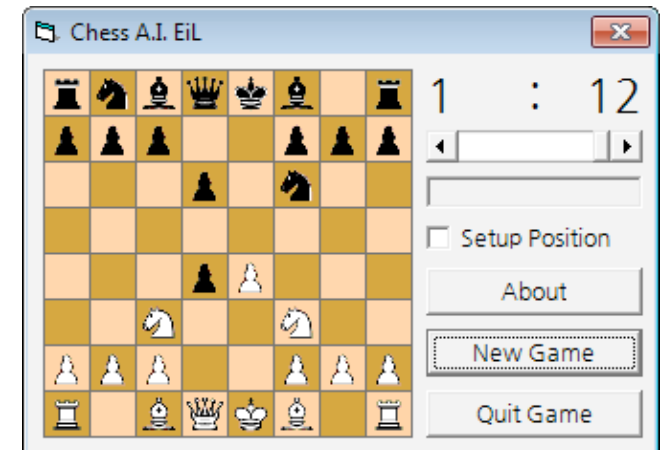 Chess A.I. EiL
1 : 12
Setup Position
About
New Game
Quit Game